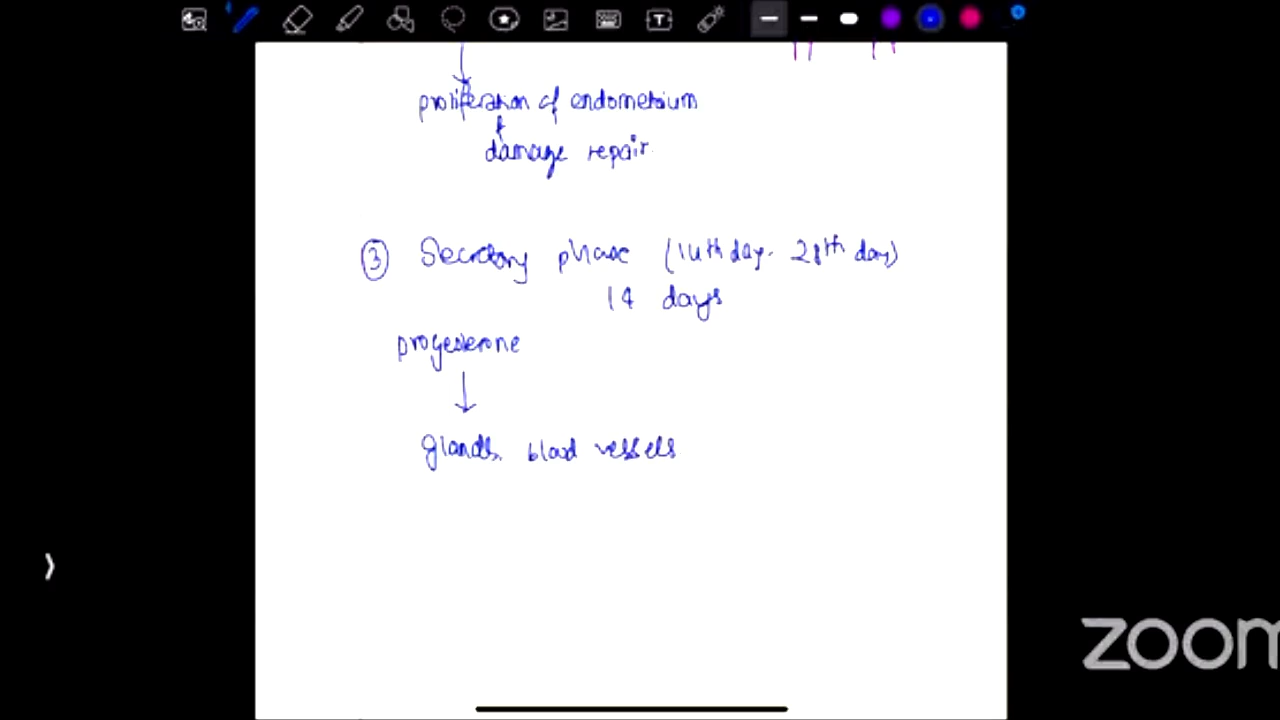 proliferation of endometrium
&
damage repair
③ Secretory phase (14th day - 28th day)
14 days
progesterone
glands, blood vessels
zoom